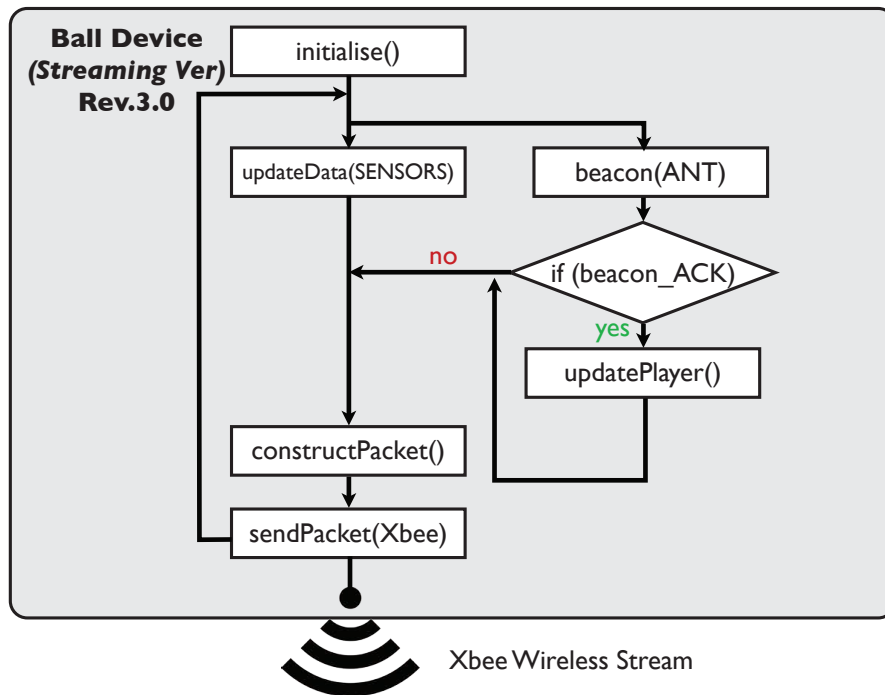 Ball Device
(Streaming Ver)
Rev.3.0
initialise()
updateData(SENSORS)
beacon(ANT)
no
if (beacon_ACK)
yes
updatePlayer()
constructPacket()
sendPacket(Xbee)
Xbee Wireless Stream